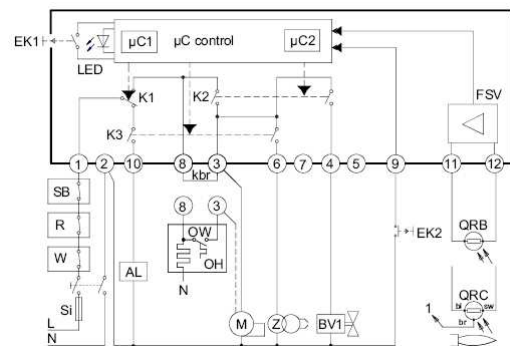 EK1
LED
µC1
µC control
µC2
K1
K2
K3
FSV
1
2
10
8
3
6
7
4
5
9
11
12
kbr
SB
R
W
Si
L
N
AL
8
3
OW
OH
N
M
Z
BV1
EK2
QRB
QRC
bl
sw
br
1